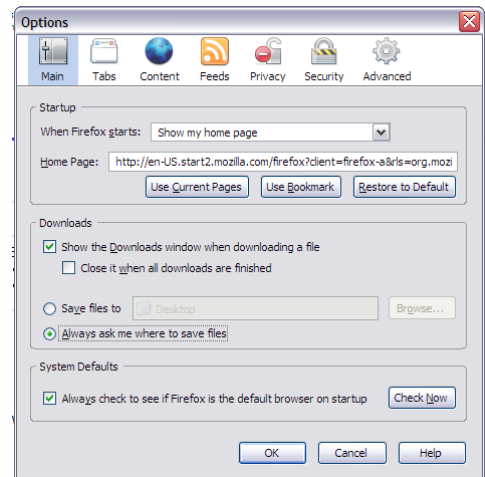 Options
Main Tabs Content Feeds Privacy Security Advanced
Startup
When Firefox starts: Show my home page
Home Page: http://en-US.start2.mozilla.com/firefox?client=firefox-a&rls=org.mozi
Use Current Pages Use Bookmark Restore to Default
Downloads
Show the Downloads window when downloading a file
Close it when all downloads are finished
Save files to Desktop Browse...
Always ask me where to save files
System Defaults
Always check to see if Firefox is the default browser on startup Check Now
OK Cancel Help